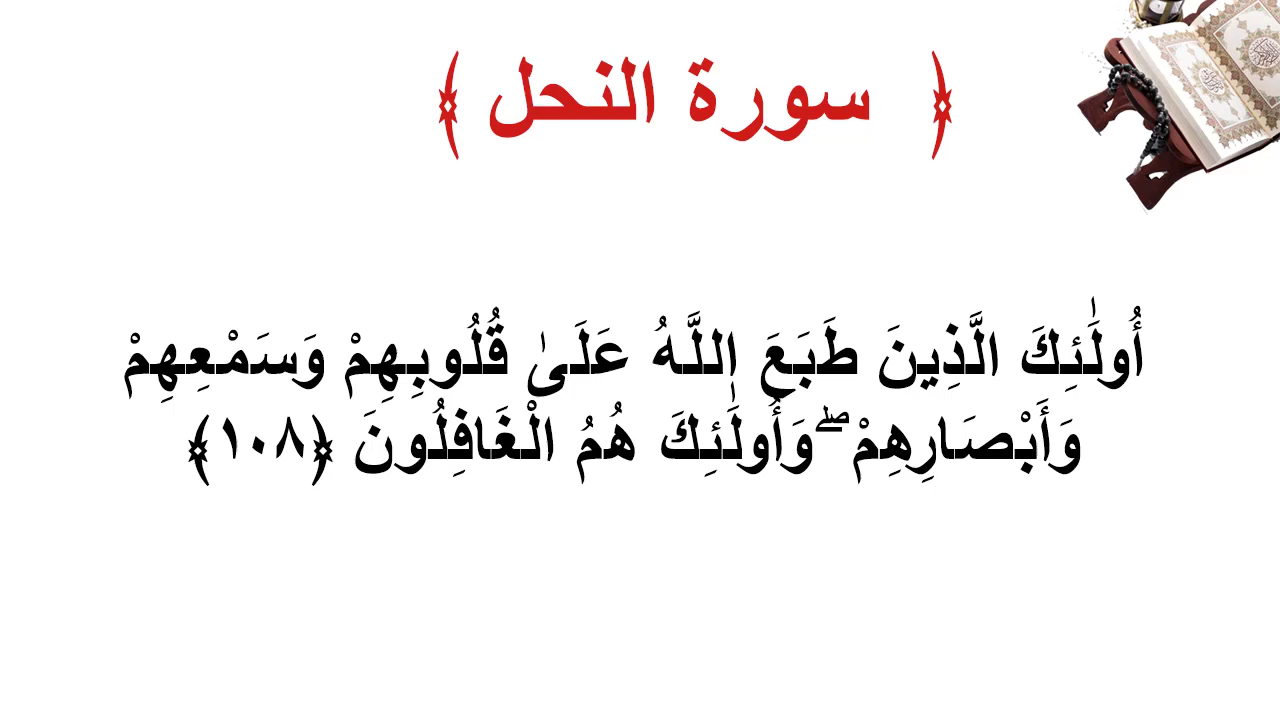 ﴿ سورة النحل ﴾
أُولَٰئِكَ الَّذِينَ طَبَعَ اللَّهُ عَلَىٰ قُلُوبِهِمْ وَسَمْعِهِمْ
وَأَبْصَارِهِمْ ۖ وَأُولَٰئِكَ هُمُ الْغَافِلُونَ ﴿١٠٨﴾